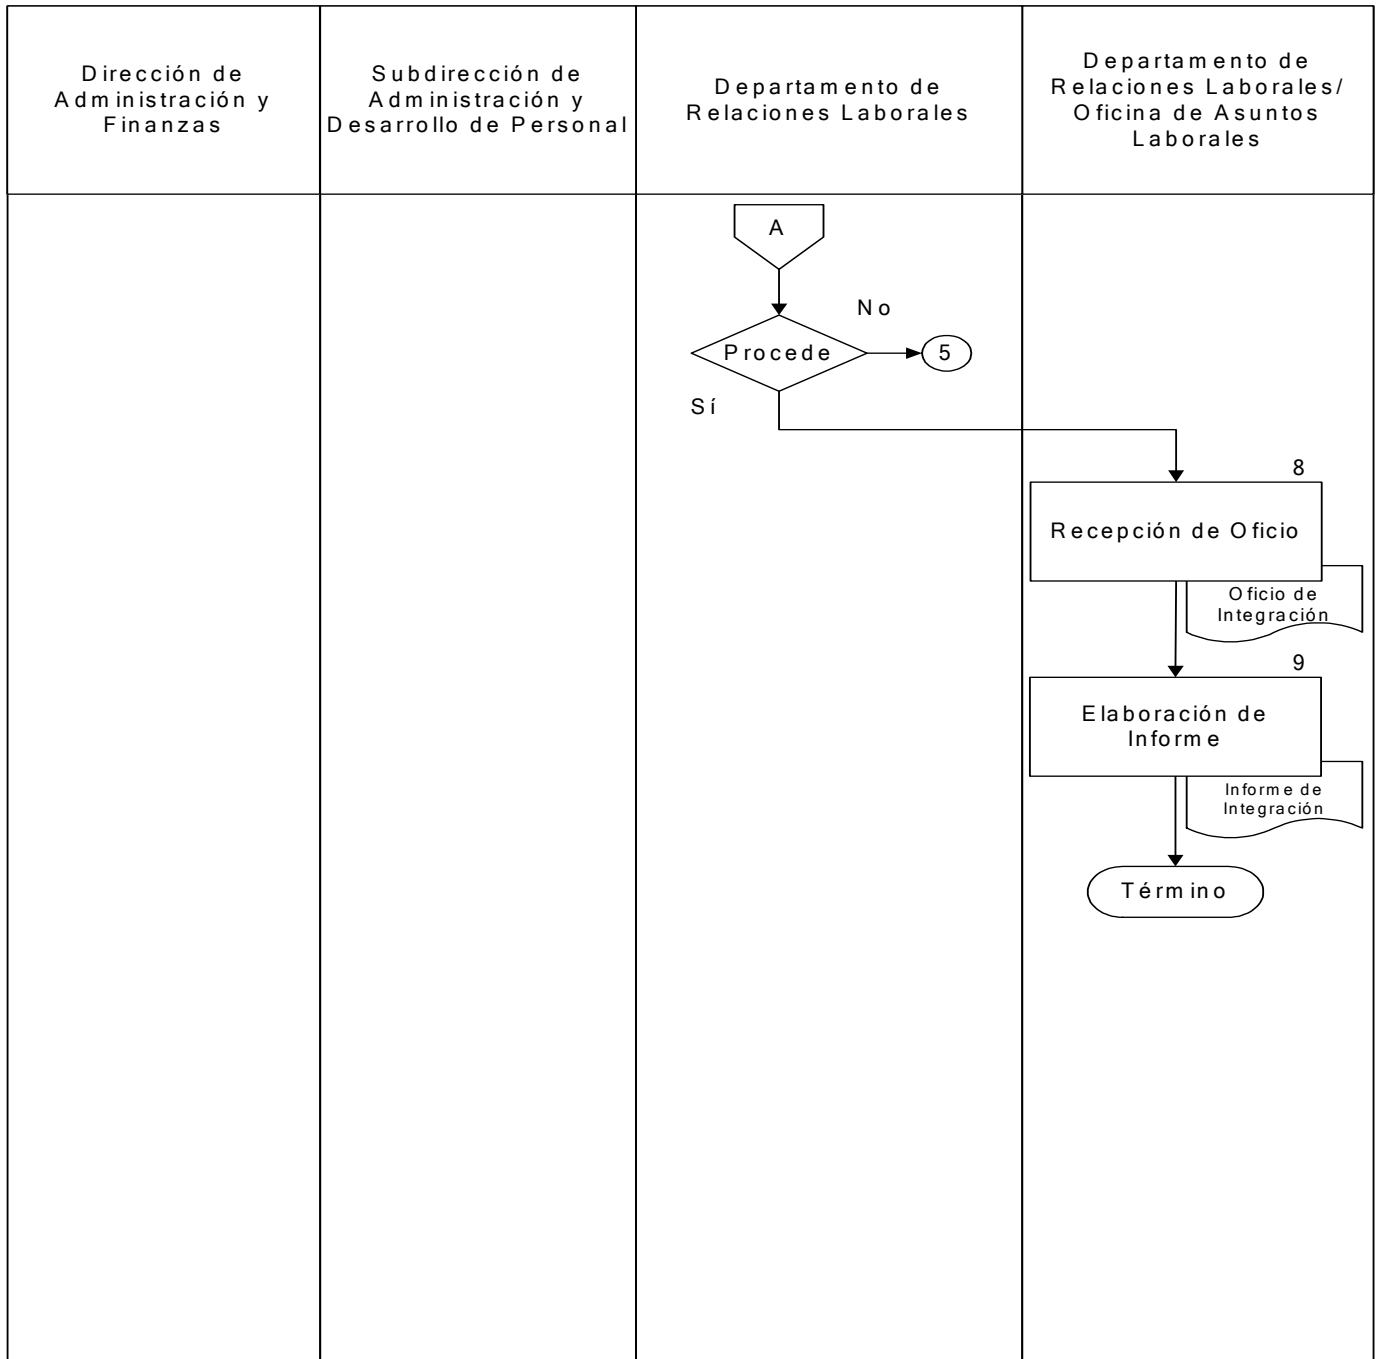 Dirección de
Administración y
Finanzas
Subdirección de
Administración y
Desarrollo de Personal
Departamento de
Relaciones Laborales
Departamento de
Relaciones Laborales/
Oficina de Asuntos
Laborales
A
No
Procede
5
Sí
8
Recepción de Oficio
Oficio de
Integración
9
Elaboración de
Informe
Informe de
Integración
Término